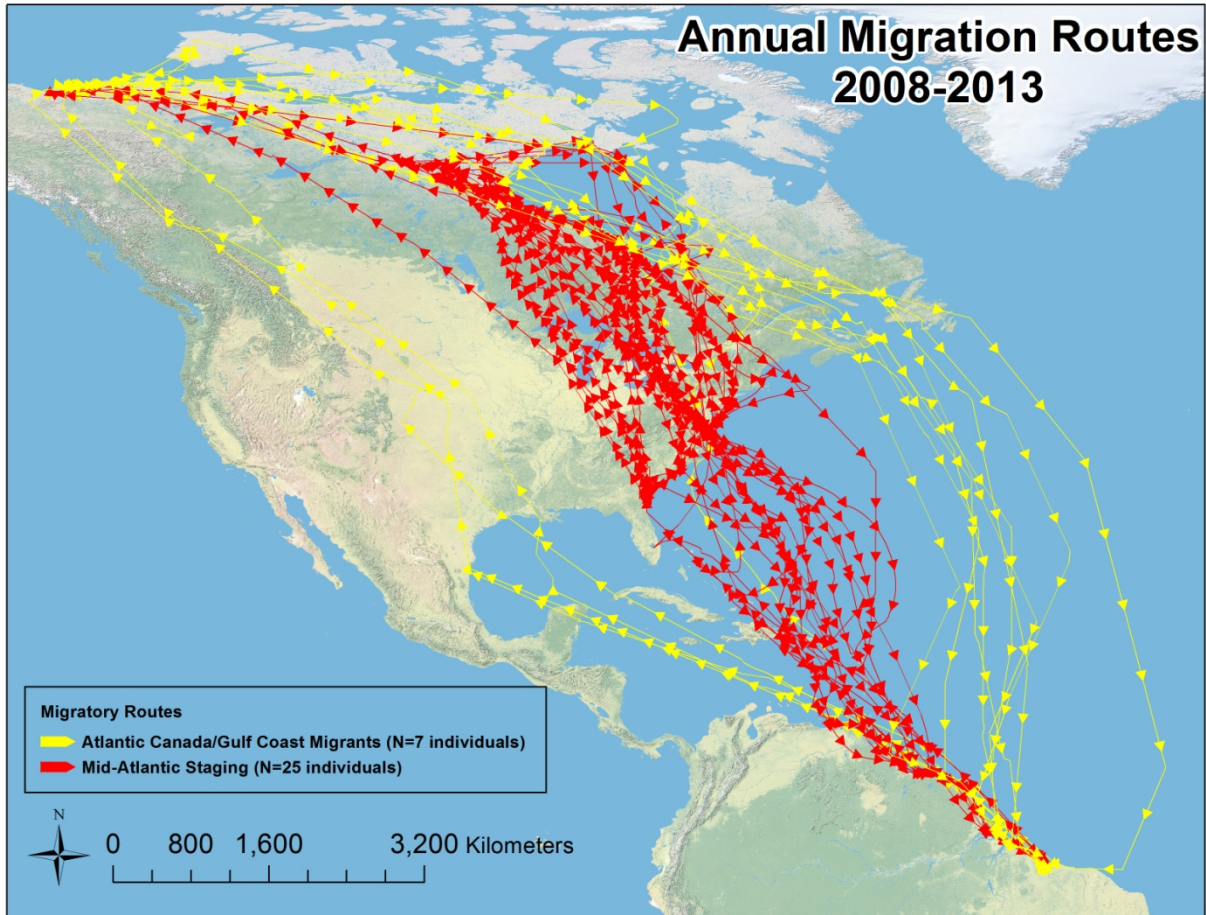 Annual Migration Routes
2008-2013
Migratory Routes
Atlantic Canada/Gulf Coast Migrants (N=7 individuals)
Mid-Atlantic Staging (N=25 individuals)
N
0 800 1,600 3,200 Kilometers